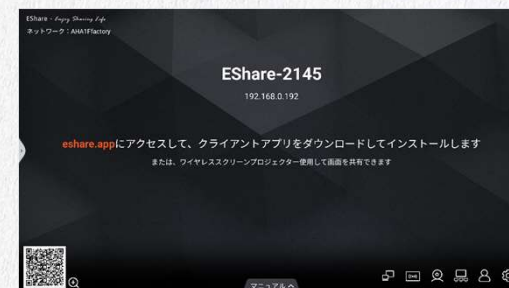 EShare - Enjoy Sharing Life
ネットワーク：AHA1Ffactory
EShare-2145
192.168.0.192
eshare.appにアクセスして、クライアントアプリをダウンロードしてインストールします
または、ワイヤレススクリーンプロジェクター使用して画面を共有できます
マニュアル